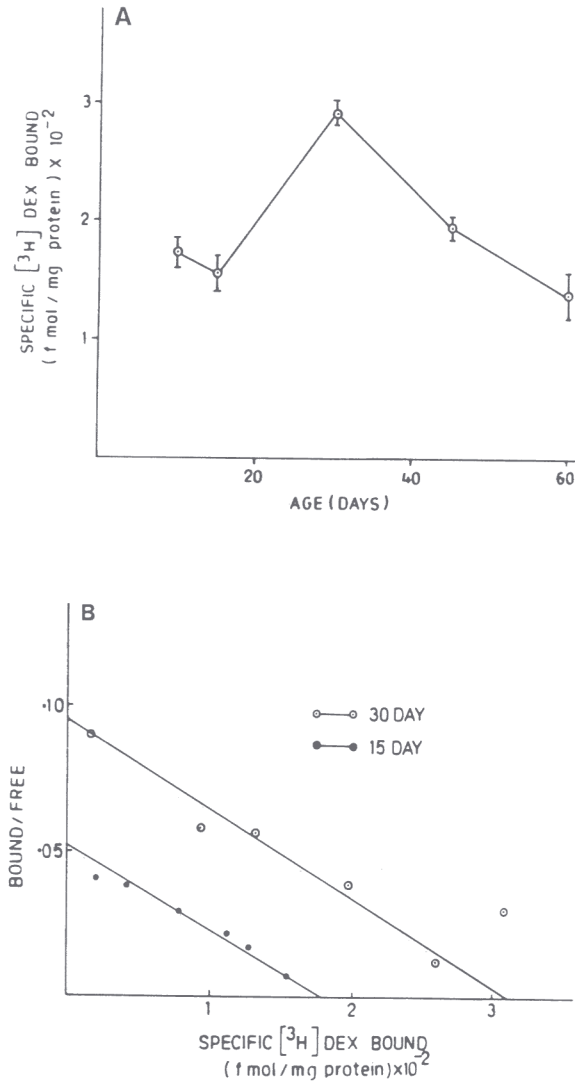 A
SPECIFIC [³H] DEX BOUND
(f mol/mg protein) X 10⁻²
3
2
1
20
40
60
AGE (DAYS)
B
30 DAY
15 DAY
BOUND/FREE
·10
·05
1
2
3
SPECIFIC [³H] DEX BOUND
(f mol/mg protein)×10⁻²